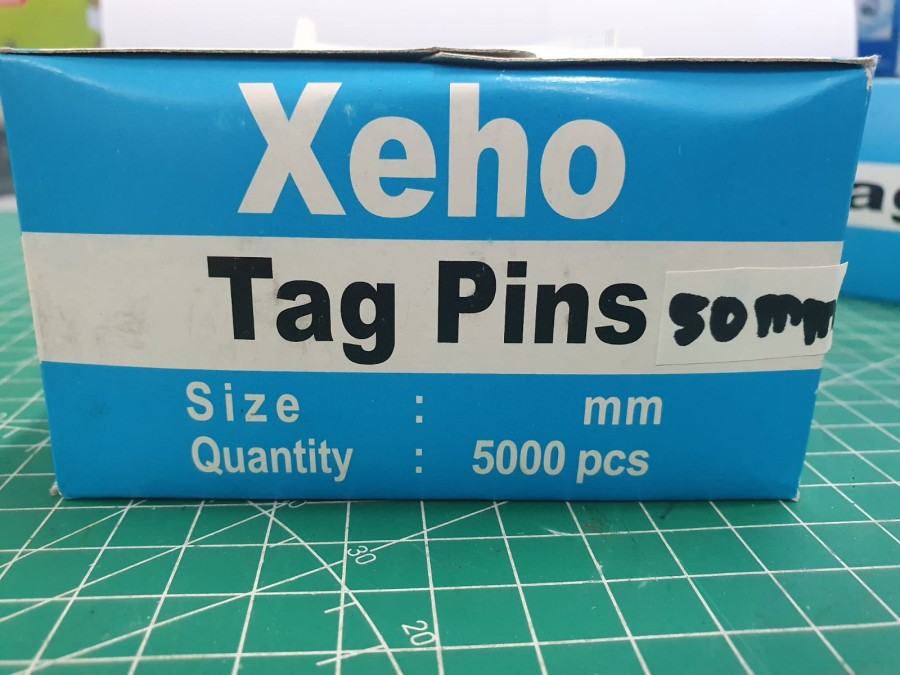 Xeho
Tag Pins 50mm
Size : mm
Quantity : 5000 pcs
30
20